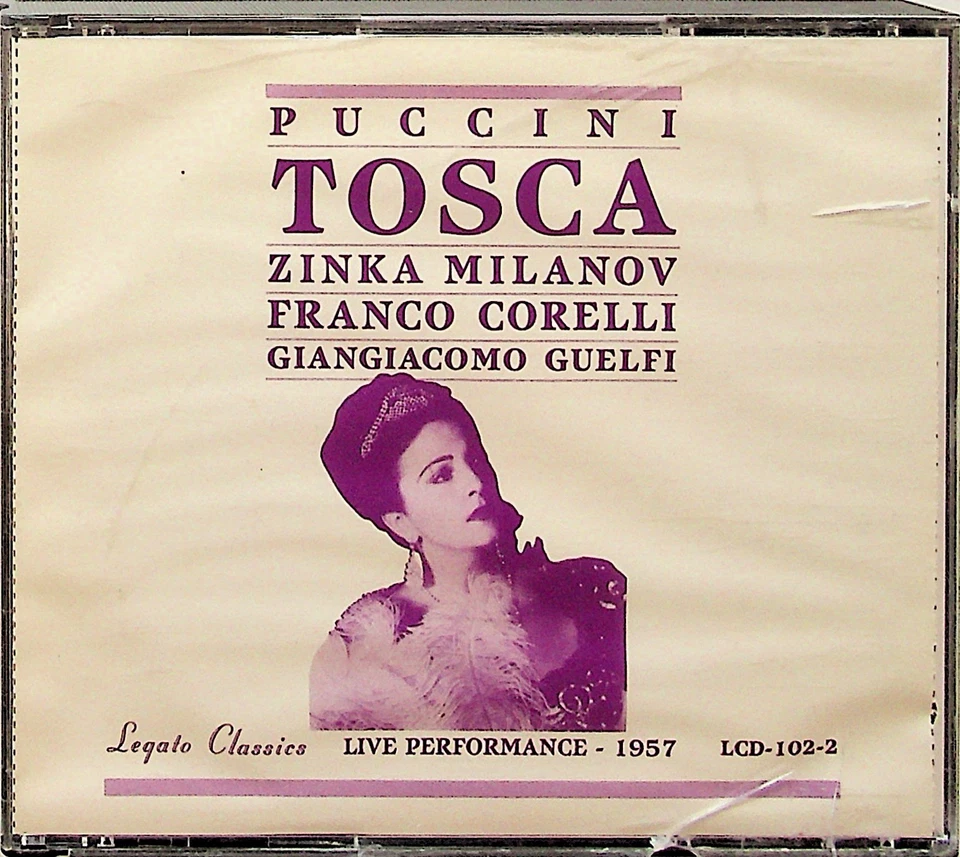 PUCCINI
TOSCA
ZINKA MILANOV
FRANCO CORELLI
GIANGIACOMO GUELFI
Legato Classics LIVE PERFORMANCE - 1957 LCD-102-2